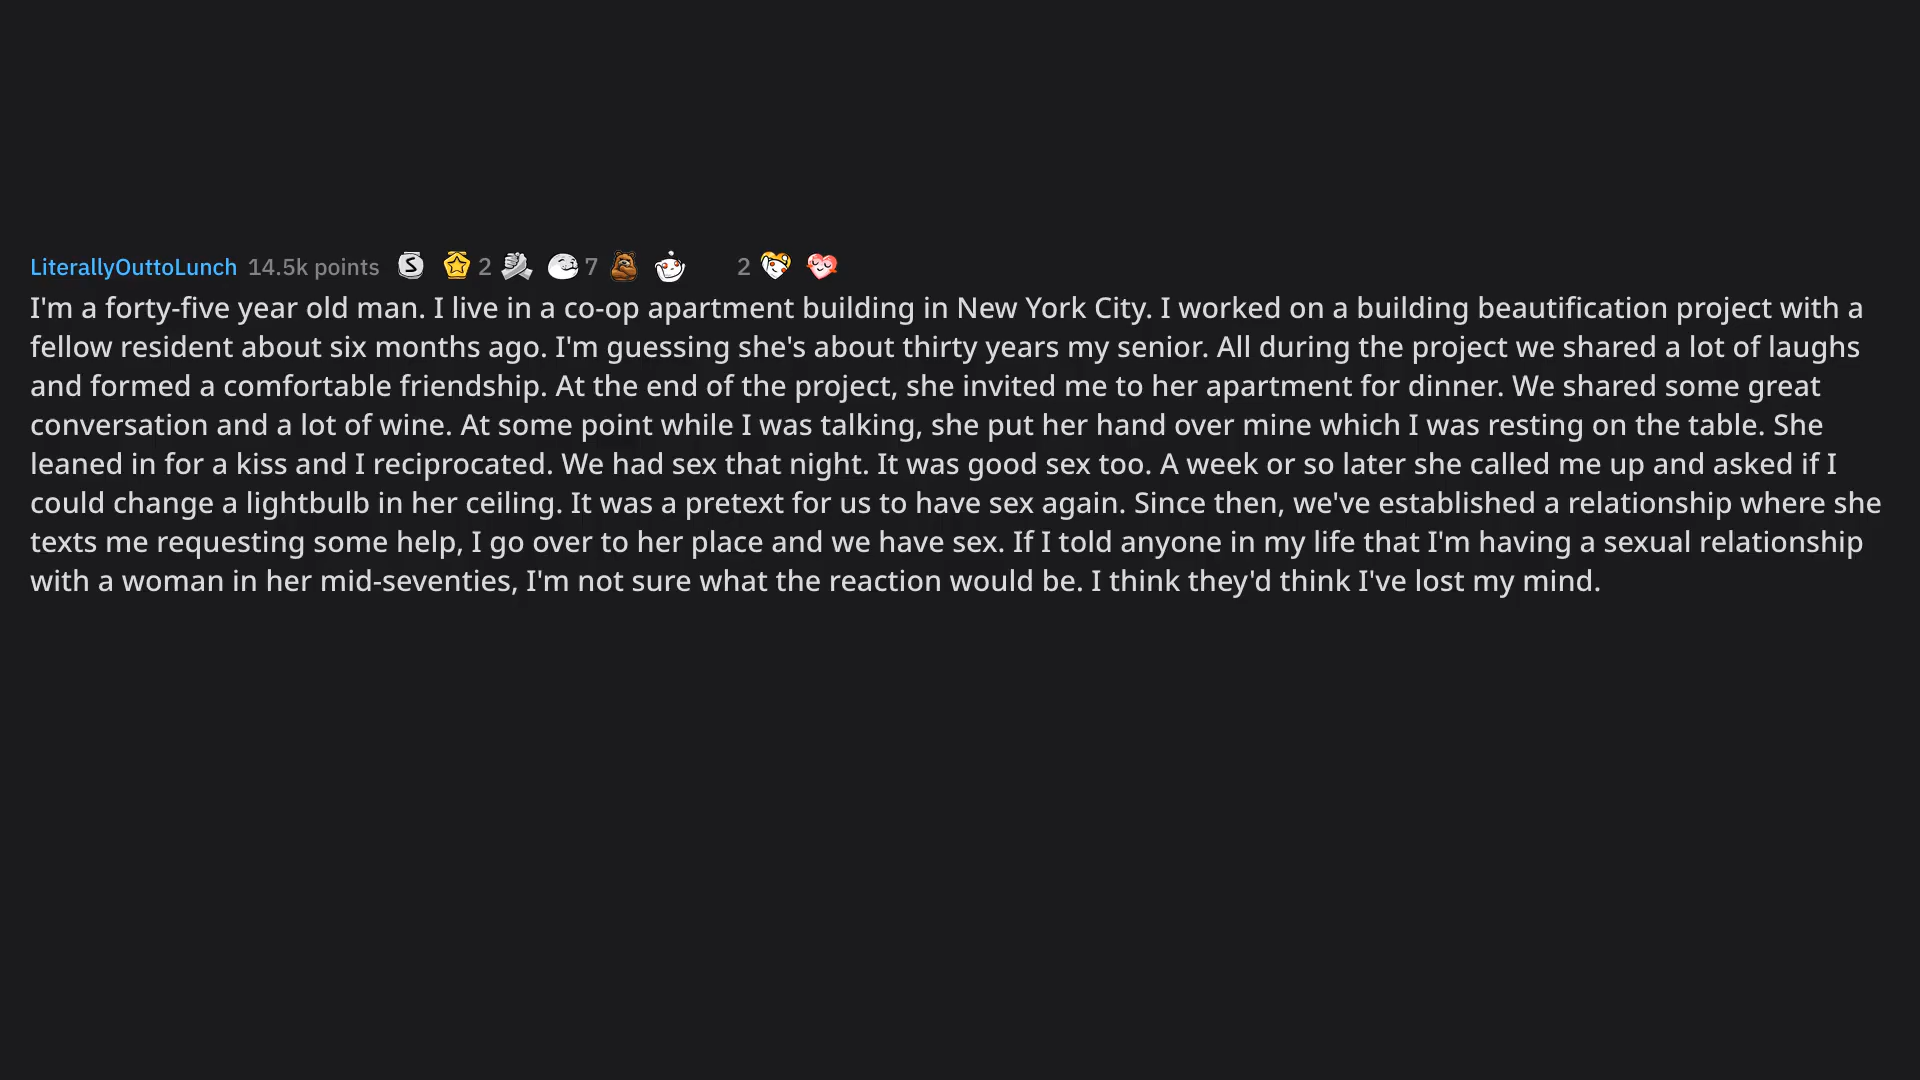 LiterallyOuttoLunch 14.5k points S 2 7 2
I'm a forty-five year old man. I live in a co-op apartment building in New York City. I worked on a building beautification project with a
fellow resident about six months ago. I'm guessing she's about thirty years my senior. All during the project we shared a lot of laughs
and formed a comfortable friendship. At the end of the project, she invited me to her apartment for dinner. We shared some great
conversation and a lot of wine. At some point while I was talking, she put her hand over mine which I was resting on the table. She
leaned in for a kiss and I reciprocated. We had sex that night. It was good sex too. A week or so later she called me up and asked if I
could change a lightbulb in her ceiling. It was a pretext for us to have sex again. Since then, we've established a relationship where she
texts me requesting some help, I go over to her place and we have sex. If I told anyone in my life that I'm having a sexual relationship
with a woman in her mid-seventies, I'm not sure what the reaction would be. I think they'd think I've lost my mind.